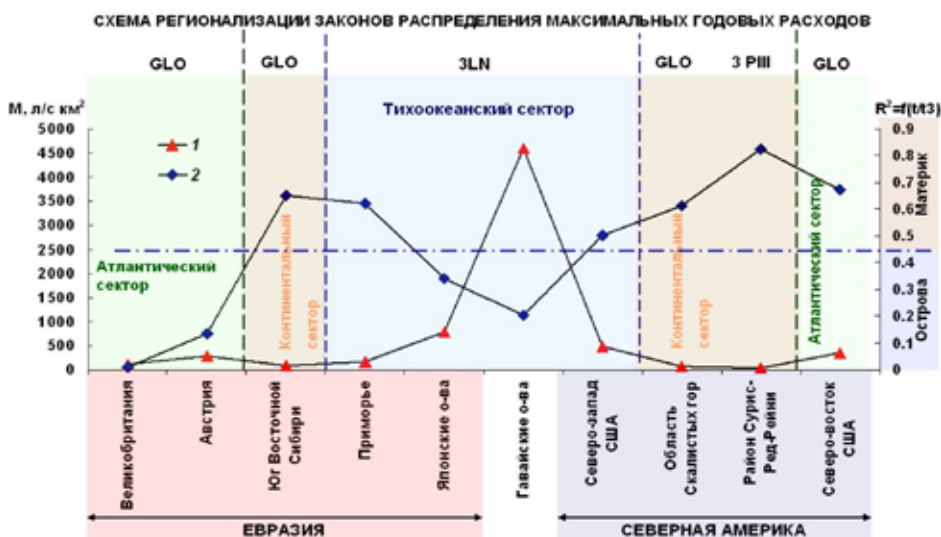 СХЕМА РЕГИОНАЛИЗАЦИИ ЗАКОНОВ РАСПРЕДЕЛЕНИЯ МАКСИМАЛЬНЫХ ГОДОВЫХ РАСХОДОВ
GLO
GLO
3LN
GLO
3 PIII
GLO
М, л/с км²
R²=f(t/t3)
Тихоокеанский сектор
5000
4500
4000
3500
3000
2500
2000
1500
1000
500
0
1
2
0.9
0.8
0.7
0.6
0.5
0.4
0.3
0.2
0.1
0
Материк
Острова
Атлантический
сектор
Континентальный
сектор
Континентальный
сектор
Атлантический сектор
Великобритания
Австрия
Юг Восточной
Сибири
Приморье
Японские о-ва
Гавайские о-ва
Северо-запад
США
Область
Скалистых гор
Район Сурис-
Ред-Рейни
Северо-восток
США
ЕВРАЗИЯ
СЕВЕРНАЯ АМЕРИКА